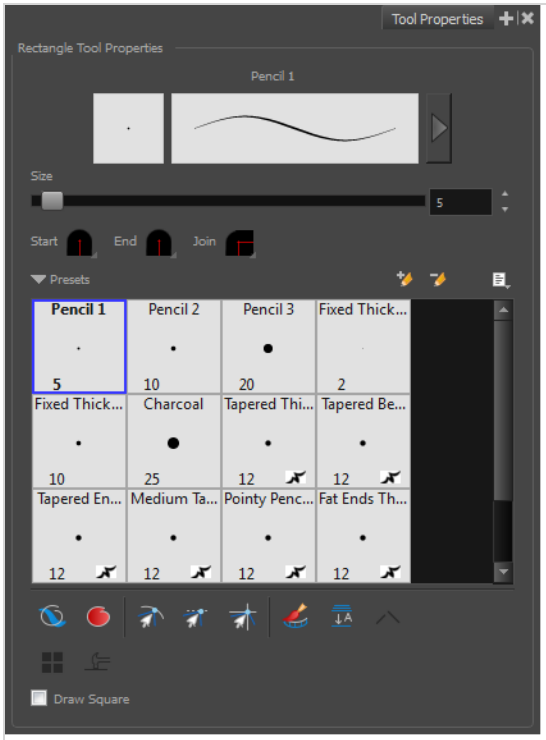 Tool Properties
Rectangle Tool Properties
Pencil 1
Size
5
Start End Join
Presets
Pencil 1 Pencil 2 Pencil 3 Fixed Thick...
5 10 20 2
Fixed Thick... Charcoal Tapered Thi... Tapered Be...
10 25 12 12
Tapered En... Medium Ta... Pointy Penc... Fat Ends Th...
12 12 12 12
A
Draw Square